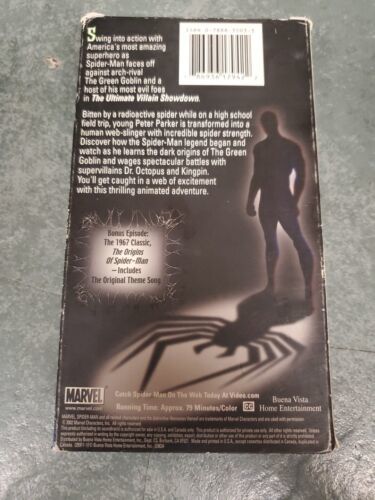 Swing into action with
America's most amazing
superhero as
Spider-Man faces off
against arch-rival
The Green Goblin and a
host of his most evil foes
in The Ultimate Villain Showdown.
Bitten by a radioactive spider while on a high school
field trip, young Peter Parker is transformed into a
human web-slinger with incredible spider strength.
Discover how the Spider-Man legend began and
watch as he learns the dark origins of The Green
Goblin and wages spectacular battles with
supervillains Dr. Octopus and Kingpin.
You'll get caught in a web of excitement
with this thrilling animated adventure.
Bonus Episode:
The 1967 Classic,
The Origins
Of Spider-Man
– Includes
The Original Theme Song
MARVEL
www.marvel.com
Catch Spider-Man On The Web Today At Video.com
Running Time: Approx. 79 Minutes/Color
Buena Vista
Home Entertainment